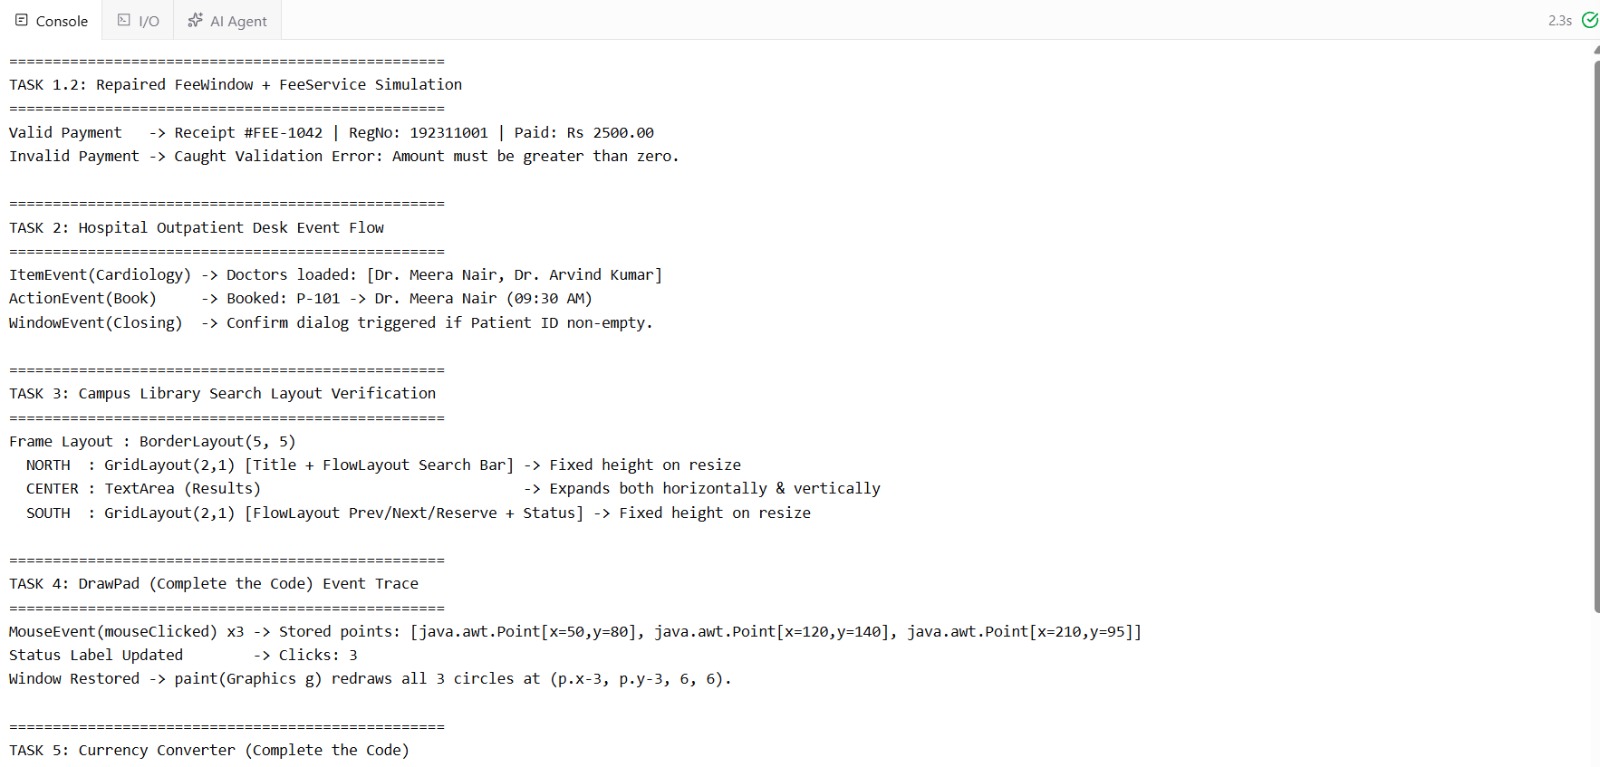 Console I/O AI Agent 2.3s
==================================================
TASK 1.2: Repaired FeeWindow + FeeService Simulation
==================================================
Valid Payment   -> Receipt #FEE-1042 | RegNo: 192311001 | Paid: Rs 2500.00
Invalid Payment -> Caught Validation Error: Amount must be greater than zero.
==================================================
TASK 2: Hospital Outpatient Desk Event Flow
==================================================
ItemEvent(Cardiology) -> Doctors loaded: [Dr. Meera Nair, Dr. Arvind Kumar]
ActionEvent(Book)     -> Booked: P-101 -> Dr. Meera Nair (09:30 AM)
WindowEvent(Closing)  -> Confirm dialog triggered if Patient ID non-empty.
==================================================
TASK 3: Campus Library Search Layout Verification
==================================================
Frame Layout : BorderLayout(5, 5)
  NORTH  : GridLayout(2,1) [Title + FlowLayout Search Bar] -> Fixed height on resize
  CENTER : TextArea (Results)                              -> Expands both horizontally & vertically
  SOUTH  : GridLayout(2,1) [FlowLayout Prev/Next/Reserve + Status] -> Fixed height on resize
==================================================
TASK 4: DrawPad (Complete the Code) Event Trace
==================================================
MouseEvent(mouseClicked) x3 -> Stored points: [java.awt.Point[x=50,y=80], java.awt.Point[x=120,y=140], java.awt.Point[x=210,y=95]]
Status Label Updated        -> Clicks: 3
Window Restored -> paint(Graphics g) redraws all 3 circles at (p.x-3, p.y-3, 6, 6).
==================================================
TASK 5: Currency Converter (Complete the Code)